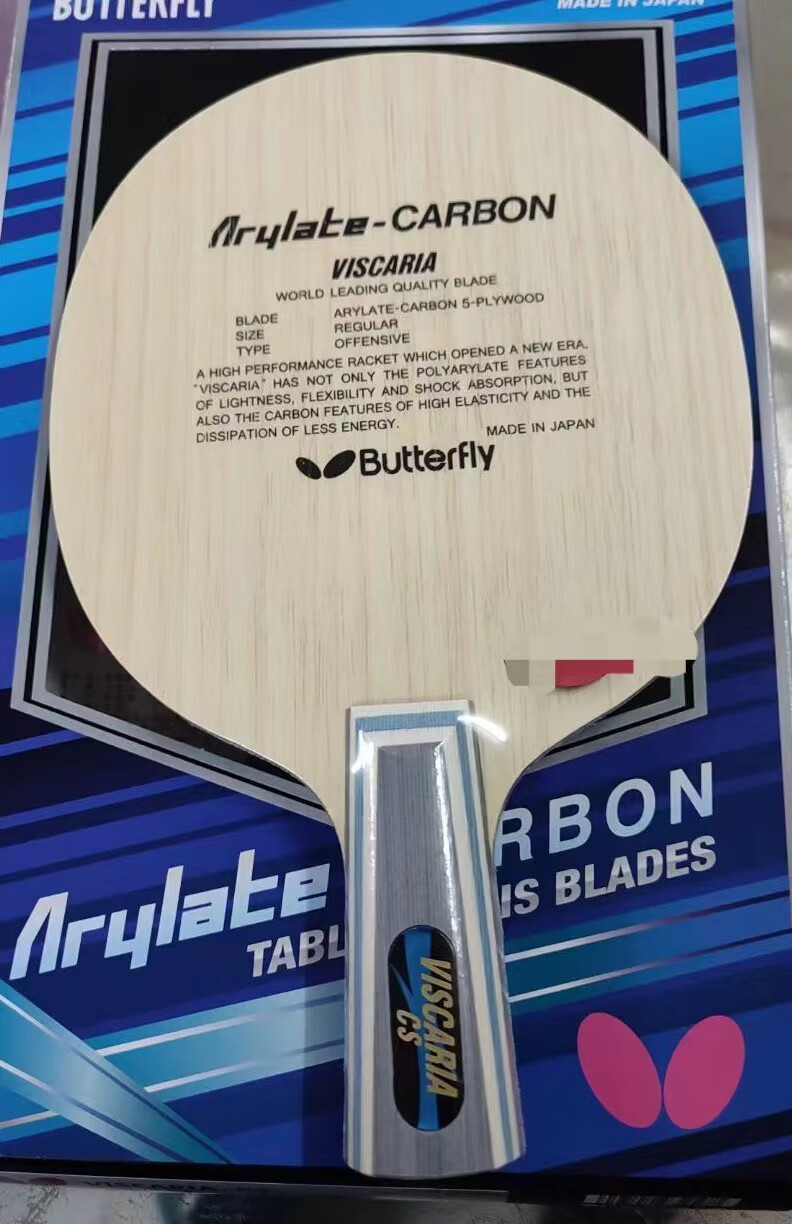 BUTTERFLY
MADE IN JAPAN
Arylate-CARBON
VISCARIA
WORLD LEADING QUALITY BLADE
BLADE ARYLATE-CARBON 5-PLYWOOD
SIZE REGULAR
TYPE OFFENSIVE
A HIGH PERFORMANCE RACKET WHICH OPENED A NEW ERA.
"VISCARIA" HAS NOT ONLY THE POLYARYLATE FEATURES
OF LIGHTNESS, FLEXIBILITY AND SHOCK ABSORPTION, BUT
ALSO THE CARBON FEATURES OF HIGH ELASTICITY AND THE
DISSIPATION OF LESS ENERGY.
MADE IN JAPAN
Butterfly
Arylate RBON
TABL IS BLADES
VISCARIA
CS
VISCARIA